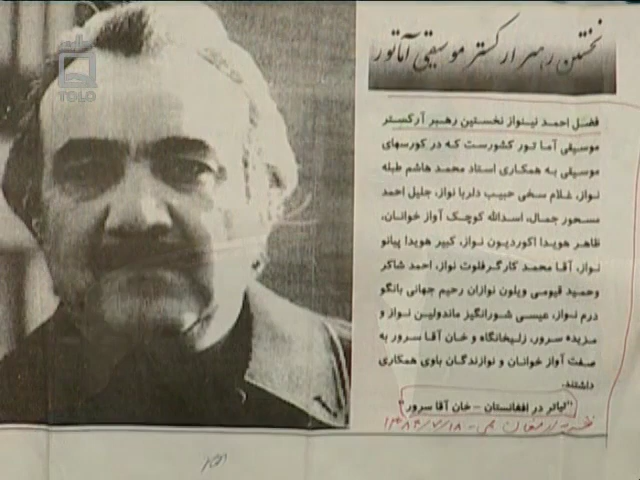 طلوع
TOLO
نخستین رهبر ارکستر موسیقی آماتور
فضل احمد نینواز نخستین رهبر آرکستر
موسیقی آما تور کشورست که در کورسهای
موسیقی به همکاری استاد محمد هاشم طبله
نواز، غلام سخی حبیب دلربا نواز، جلیل احمد
مسحور جمال، اسدالله کوچک آواز خوانان،
ظاهر هویدا اکوردیون نواز، کبیر هویدا پیانو
نواز، آقا محمد کارگر فلوت نواز، احمد شاکر
وحمید قیومی ویلون نوازان رحیم جهانی بانگو
درم نواز، عیسی شورانگیز ماندولین نواز و
مزیده سرور، زلیخانگاه و خان آقا سرور به
صفت آواز خوانان و نوازندگان باوی همکاری
داشتند.
"تیاتر در افغانستان - خان آقا سرور"